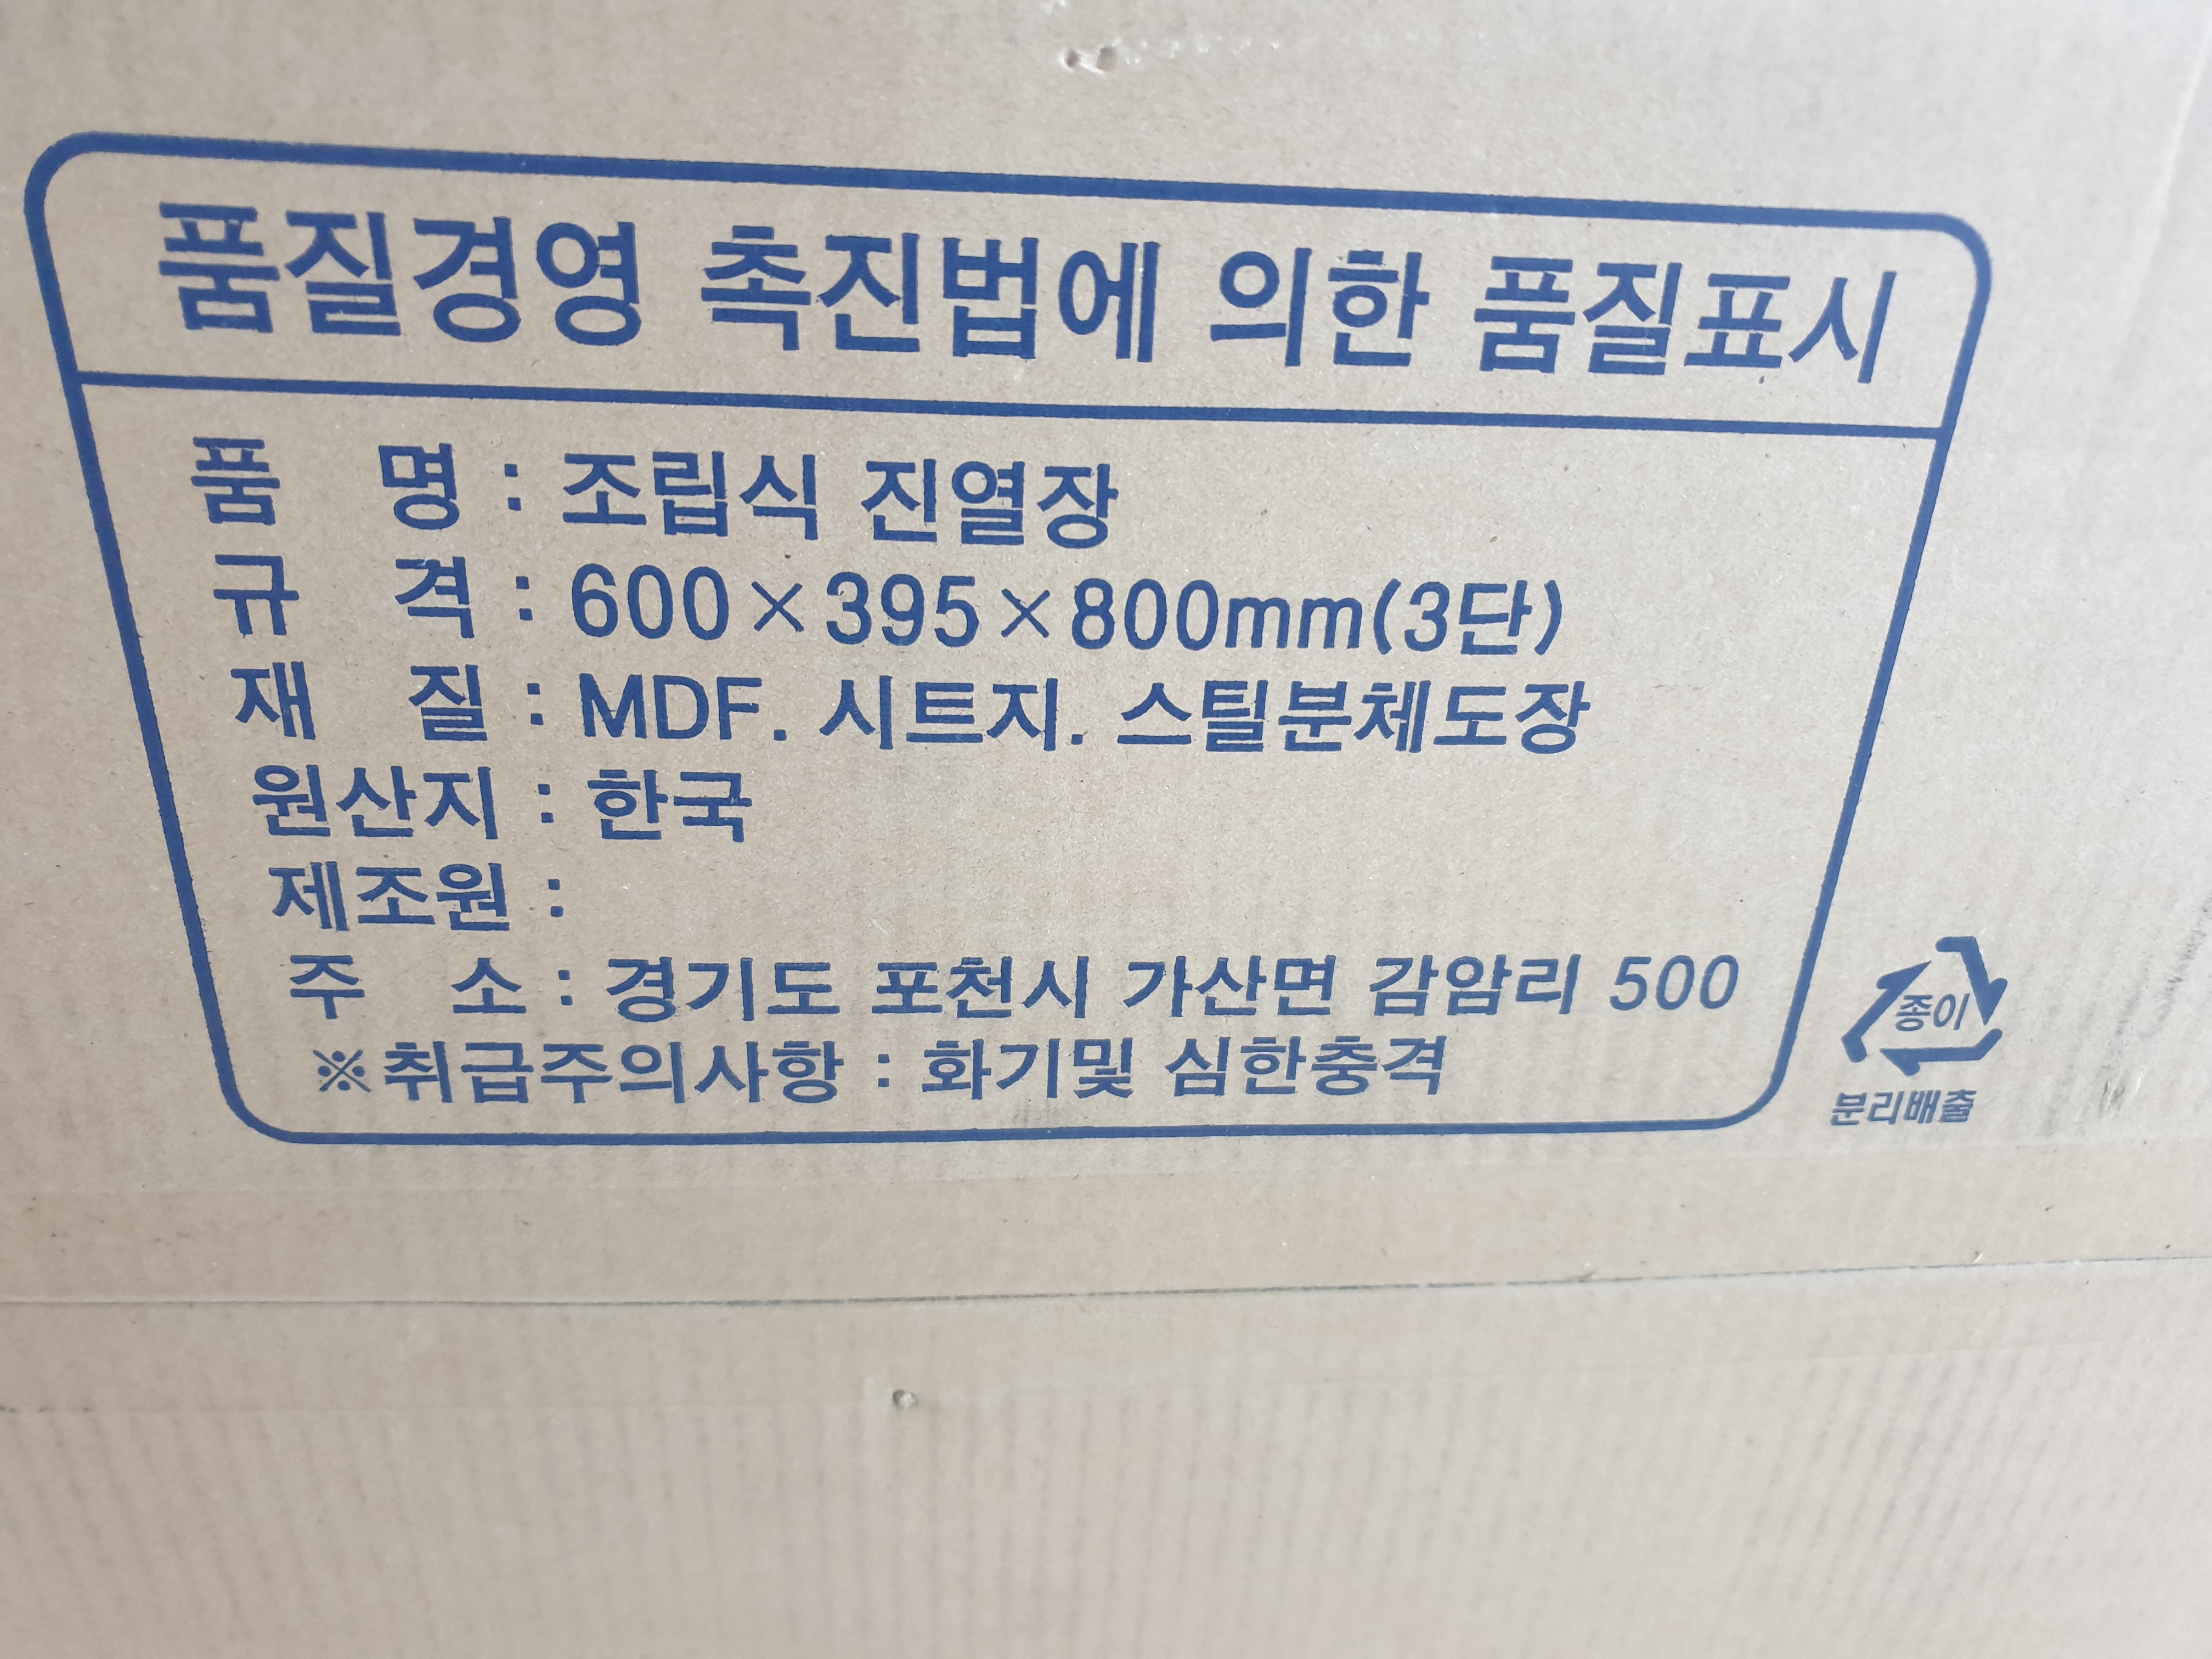 품질경영 촉진법에 의한 품질표시
품 명 : 조립식 진열장
규 격 : 600×395×800mm(3단)
재 질 : MDF. 시트지. 스틸분체도장
원산지 : 한국
제조원 :
주 소 : 경기도 포천시 가산면 감암리 500
※취급주의사항 : 화기및 심한충격
종이
분리배출